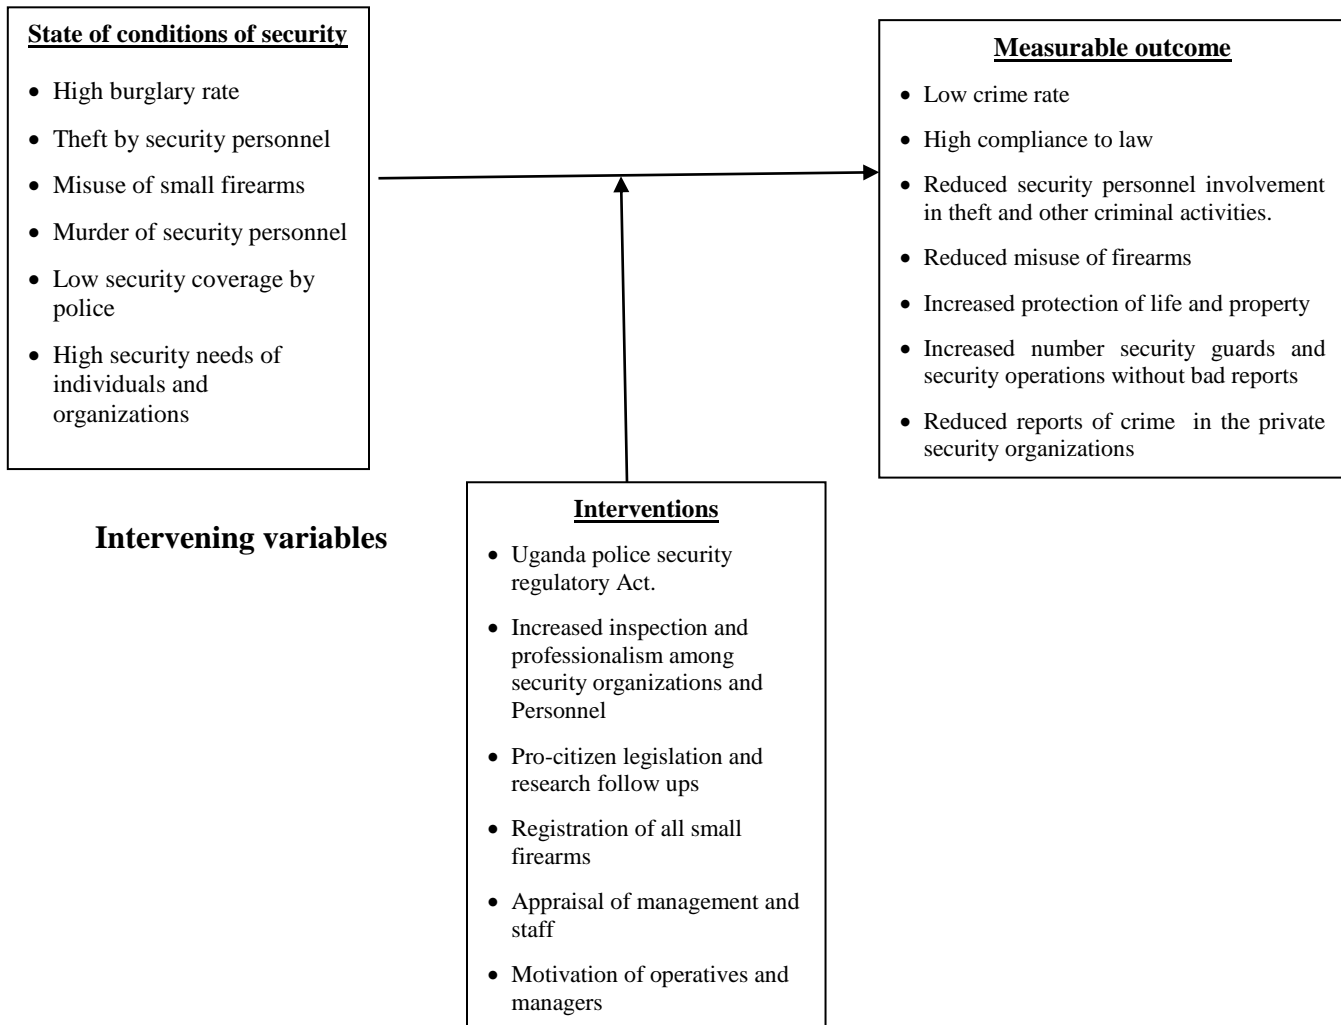 State of conditions of security
• High burglary rate
• Theft by security personnel
• Misuse of small firearms
• Murder of security personnel
• Low security coverage by
police
• High security needs of
individuals and
organizations
Measurable outcome
• Low crime rate
• High compliance to law
• Reduced security personnel involvement
in theft and other criminal activities.
• Reduced misuse of firearms
• Increased protection of life and property
• Increased number security guards and
security operations without bad reports
• Reduced reports of crime in the private
security organizations
Intervening variables
Interventions
• Uganda police security
regulatory Act.
• Increased inspection and
professionalism among
security organizations and
Personnel
• Pro-citizen legislation and
research follow ups
• Registration of all small
firearms
• Appraisal of management and
staff
• Motivation of operatives and
managers